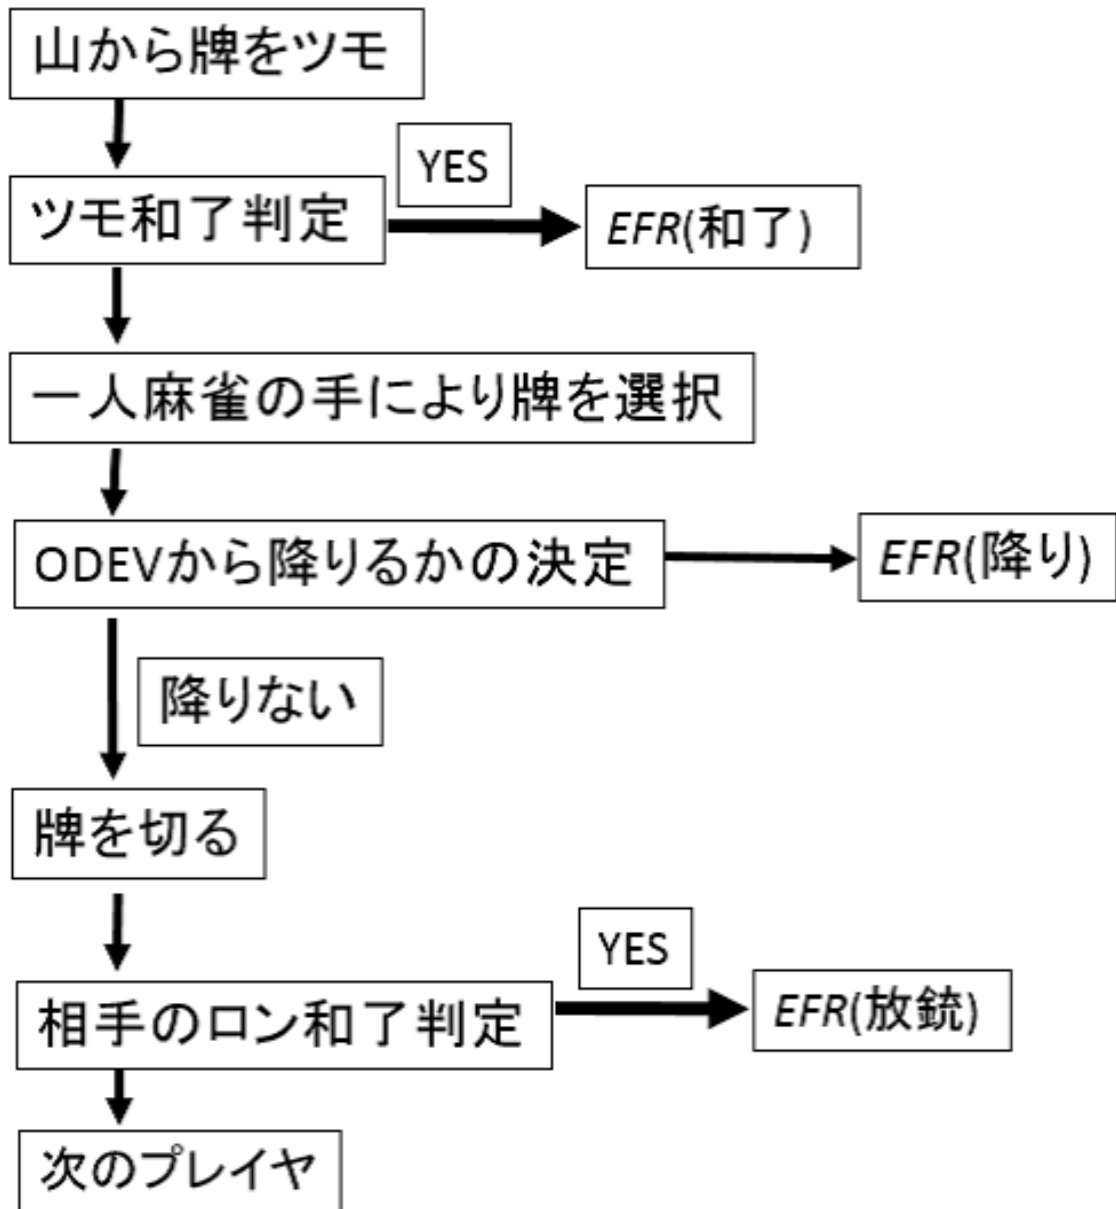 山から牌をツモ
YES
ツモ和了判定
EFR(和了)
一人麻雀の手により牌を選択
ODEVから降りるかの決定
EFR(降り)
降りない
牌を切る
YES
相手のロン和了判定
EFR(放銃)
次のプレイヤ